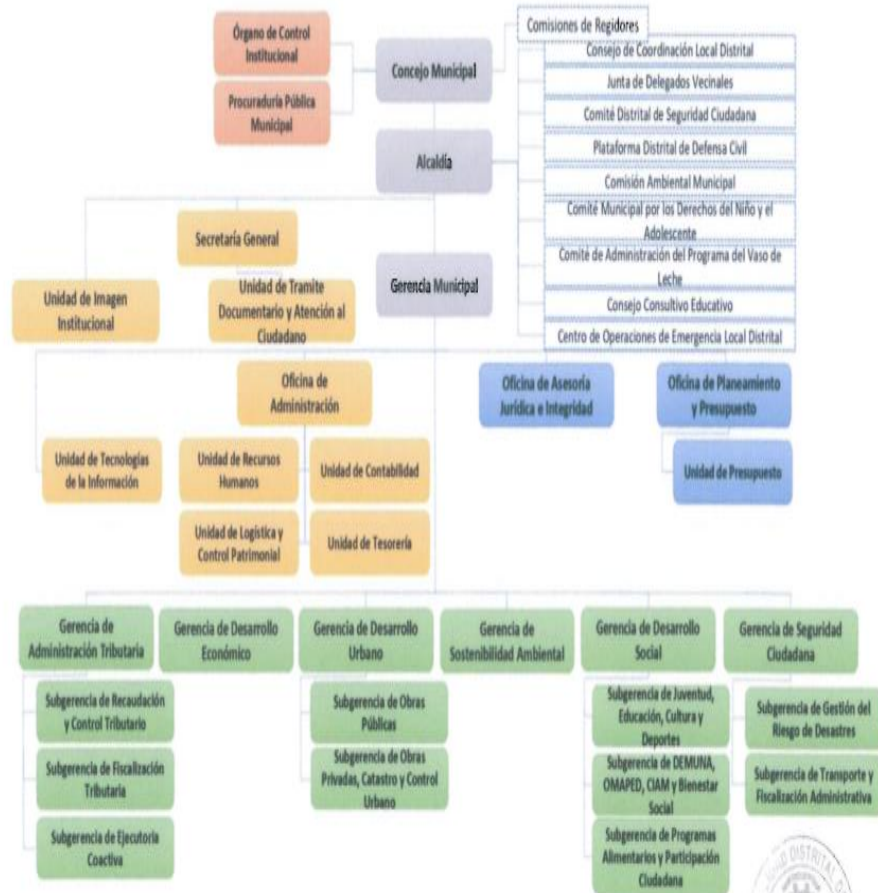 Órgano de Control
Institucional
Procuraduría Pública
Municipal
Concejo Municipal
Alcaldía
Gerencia Municipal
Comisiones de Regidores
Consejo de Coordinación Local Distrital
Junta de Delegados Vecinales
Comité Distrital de Seguridad Ciudadana
Plataforma Distrital de Defensa Civil
Comisión Ambiental Municipal
Comité Municipal por los Derechos del Niño y el
Adolescente
Comité de Administración del Programa del Vaso de
Leche
Consejo Consultivo Educativo
Centro de Operaciones de Emergencia Local Distrital
Secretaría General
Unidad de Imagen
Institucional
Unidad de Tramite
Documentario y Atención al
Ciudadano
Oficina de
Administración
Oficina de Asesoría
Jurídica e Integridad
Oficina de Planeamiento
y Presupuesto
Unidad de Tecnologías
de la Información
Unidad de Recursos
Humanos
Unidad de Contabilidad
Unidad de Presupuesto
Unidad de Logística y
Control Patrimonial
Unidad de Tesorería
Gerencia de
Administración Tributaria
Gerencia de Desarrollo
Económico
Gerencia de Desarrollo
Urbano
Gerencia de
Sostenibilidad Ambiental
Gerencia de Desarrollo
Social
Gerencia de Seguridad
Ciudadana
Subgerencia de Recaudación
y Control Tributario
Subgerencia de Fiscalización
Tributaria
Subgerencia de Ejecutoria
Coactiva
Subgerencia de Obras
Públicas
Subgerencia de Obras
Privadas, Catastro y Control
Urbano
Subgerencia de Juventud,
Educación, Cultura y
Deportes
Subgerencia de DEMUNA,
OMAPED, CIAM y Bienestar
Social
Subgerencia de Programas
Alimentarios y Participación
Ciudadana
Subgerencia de Gestión del
Riesgo de Desastres
Subgerencia de Transporte y
Fiscalización Administrativa
DISTRITAL